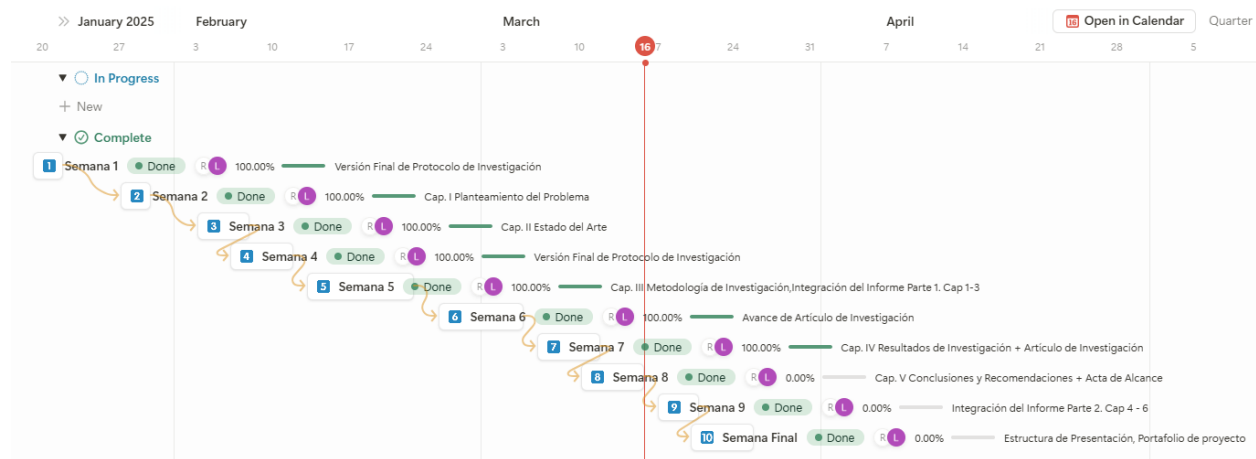 January 2025 February March April Open in Calendar Quarter
20 27 3 10 17 24 3 10 16 7 24 31 7 14 21 28 5
In Progress
+ New
Complete
1 Semana 1 Done R L 100.00% Versión Final de Protocolo de Investigación
2 Semana 2 Done R L 100.00% Cap. I Planteamiento del Problema
3 Semana 3 Done R L 100.00% Cap. II Estado del Arte
4 Semana 4 Done R L 100.00% Versión Final de Protocolo de Investigación
5 Semana 5 Done R L 100.00% Cap. III Metodología de Investigación,Integración del Informe Parte 1. Cap 1-3
6 Semana 6 Done R L 100.00% Avance de Artículo de Investigación
7 Semana 7 Done R L 100.00% Cap. IV Resultados de Investigación + Artículo de Investigación
8 Semana 8 Done R L 0.00% Cap. V Conclusiones y Recomendaciones + Acta de Alcance
9 Semana 9 Done R L 0.00% Integración del Informe Parte 2. Cap 4 - 6
10 Semana Final Done R L 0.00% Estructura de Presentación, Portafolio de proyecto